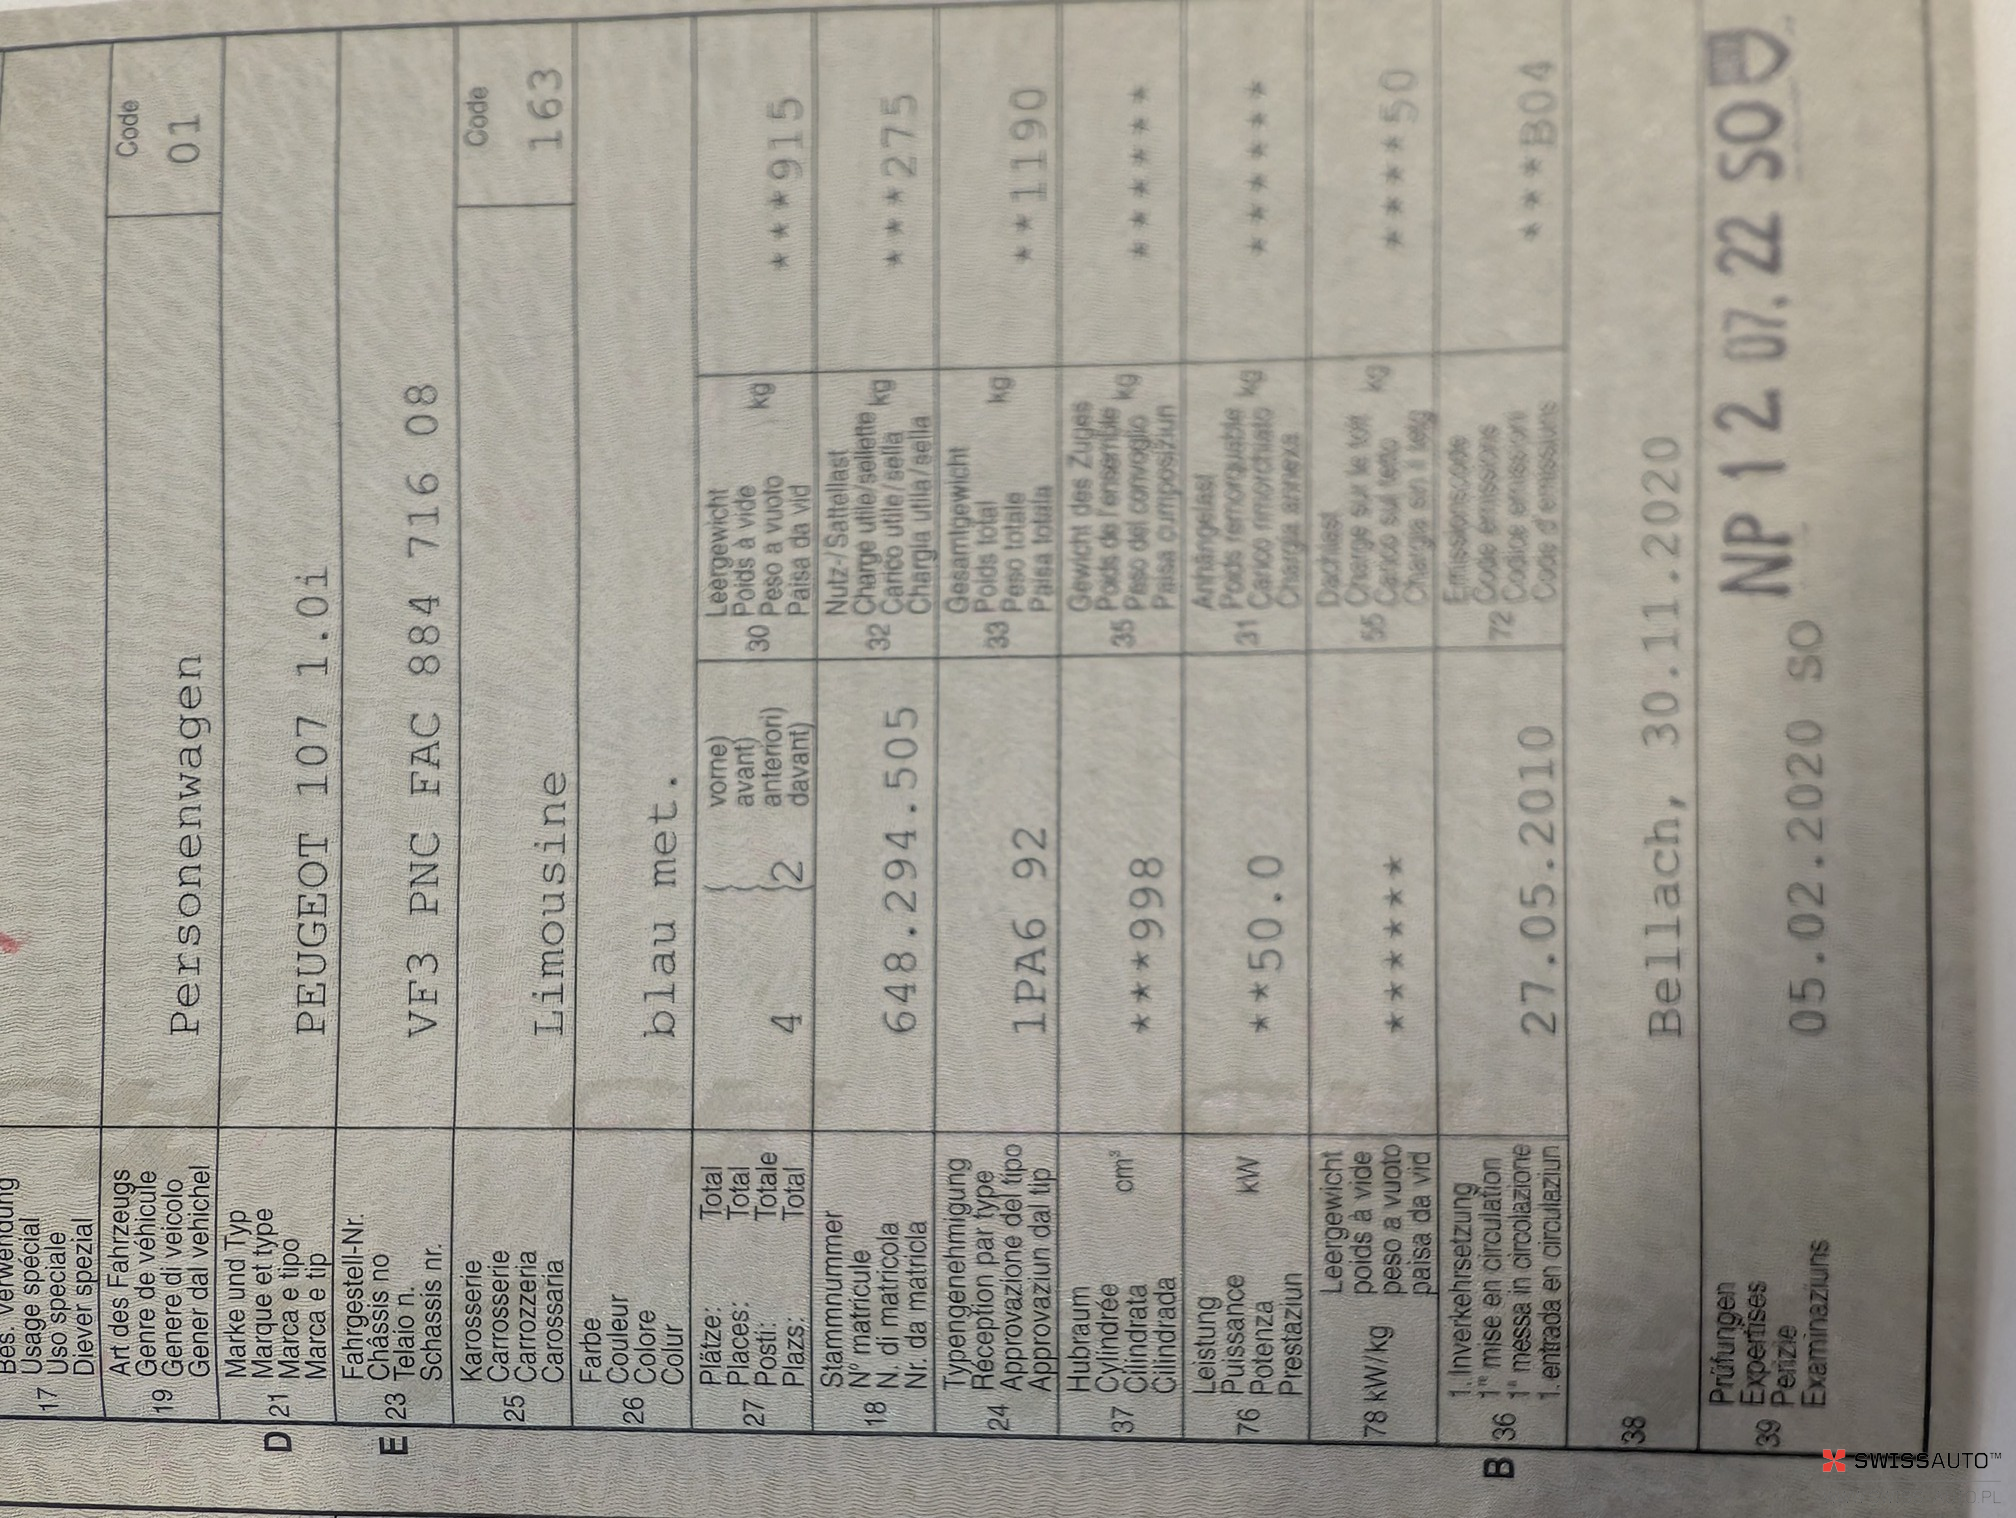 Bes. Verwendung
17 Usage spécial
Uso speciale
Diever spezial
Art des Fahrzeugs
Genre de véhicule
19 Genere di veicolo
Gener dal vehichel
Personenwagen
Code
01
Marke und Typ
Marque et type
D 21 Marca e tipo
Marca e tip
PEUGEOT 107 1.0i
Fahrgestell-Nr.
Châssis no
E 23 Telaio n.
Schassis nr.
VF3 PNC FAC 884 716 08
Karosserie
Carrosserie
25 Carrozzeria
Carossaria
Limousine
Code
163
Farbe
Couleur
26 Colore
Colur
blau met.
Plätze: Total
Places: Total
27 Posti: Totale
Plazs: Total
4
2
vorne)
avant)
anteriori)
davant)
Leergewicht
Poids à vide
30 Peso a vuoto kg
Paisa da vid
***915
Stammnummer
N° matricule
18 N. di matricola
Nr. da matricla
648.294.505
Nutz-/Sattellast
Charge utile/sellette
32 Carico utile/sella kg
Chargia utila/sella
***275
Typengenehmigung
Réception par type
24 Approvazione del tipo
Approvaziun dal tip
1PA6 92
Gesamtgewicht
Poids total
33 Peso totale kg
Paisa totala
**1190
Hubraum
Cylindrée
37 Cilindrata cm³
Cilindrada
***998
Gewicht des Zuges
Poids de l'ensemble
35 Peso del convoglio kg
Paisa cumposiziun
******
Leistung
Puissance
76 Potenza kW
Prestaziun
**50.0
Anhängelast
Poids remorquable
31 Carico rimorchiato kg
Chargia annexa
******
Leergewicht
poids à vide
78 kW/kg peso a vuoto
paisa da vid
******
Dachlast
Charge sur le toit
55 Carico sul tetto kg
Chargia sin il tetg
****50
1. Inverkehrsetzung
1re mise en circulation
B 36 1a messa in circolazione
1. entrada en circulaziun
27.05.2010
Emissionscode
Code émissions
72 Codice emissioni
Code d'emissiuns
***B04
38
Bellach, 30.11.2020
Prüfungen
Expertises
39 Perizie
Examinaziuns
05.02.2020 SO
NP 12.07.22 SO
SWISSAUTO™